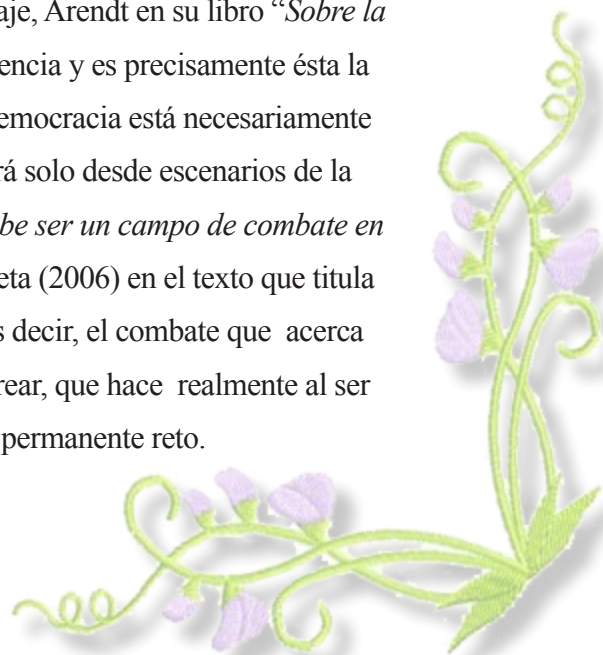 aje, Arendt en su libro “Sobre la
encia y es precisamente ésta la
emocracia está necesariamente
rá solo desde escenarios de la
be ser un campo de combate en
eta (2006) en el texto que titula
s decir, el combate que  acerca
rear, que hace  realmente al ser
permanente reto.